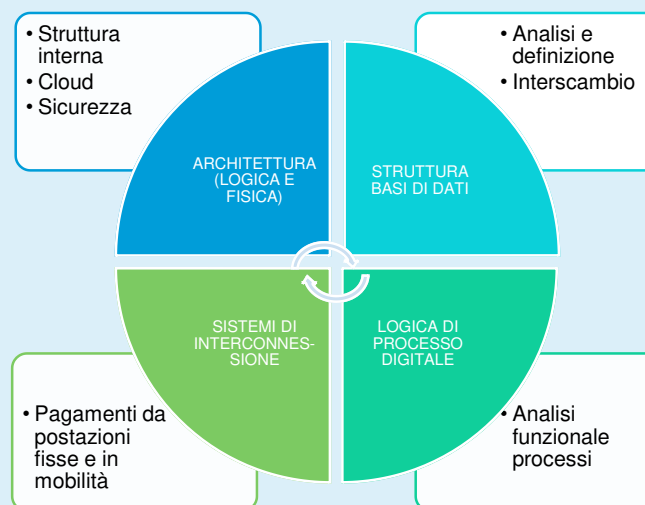 • Struttura
interna
• Cloud
• Sicurezza
• Analisi e
definizione
• Interscambio
ARCHITETTURA
(LOGICA E
FISICA)
STRUTTURA
BASI DI DATI
SISTEMI DI
INTERCONNES-
SIONE
LOGICA DI
PROCESSO
DIGITALE
• Pagamenti da
postazioni
fisse e in
mobilità
• Analisi
funzionale
processi